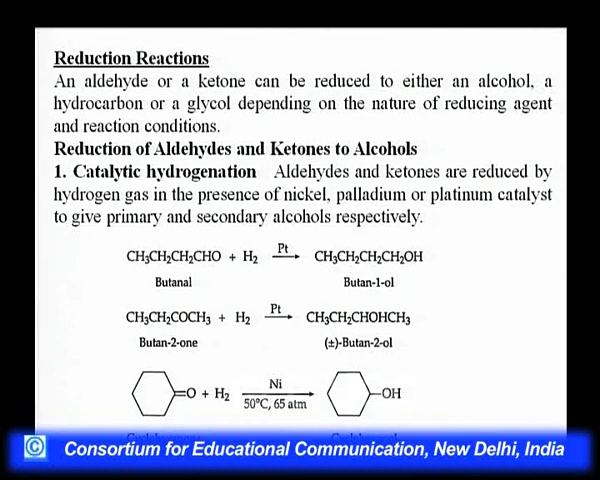 Reduction Reactions
An aldehyde or a ketone can be reduced to either an alcohol, a
hydrocarbon or a glycol depending on the nature of reducing agent
and reaction conditions.
Reduction of Aldehydes and Ketones to Alcohols
1. Catalytic hydrogenation Aldehydes and ketones are reduced by
hydrogen gas in the presence of nickel, palladium or platinum catalyst
to give primary and secondary alcohols respectively.
CH₃CH₂CH₂CHO + H₂ Pt → CH₃CH₂CH₂CH₂OH
Butanal Butan-1-ol
CH₃CH₂COCH₃ + H₂ Pt → CH₃CH₂CHOHCH₃
Butan-2-one (±)-Butan-2-ol
=O + H₂ Ni → -OH
50°C, 65 atm
© Consortium for Educational Communication, New Delhi, India